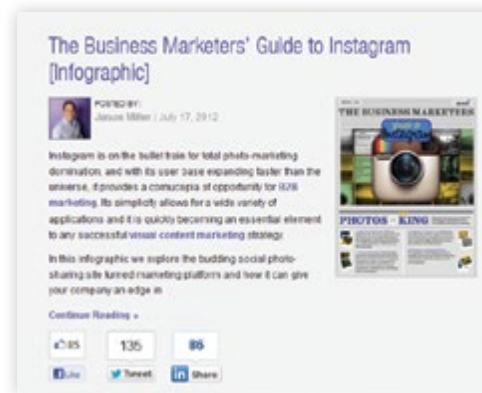 The Business Marketers' Guide to Instagram
[Infographic]
POSTED BY:
Jason Miller / July 17, 2012
Instagram is on the bullet train for total photo-marketing
domination, and with its user base expanding faster than the
universe, it provides a cornucopia of opportunity for B2B
marketing. Its simplicity allows for a wide variety of
applications and it is quickly becoming an essential element
to any successful visual content marketing strategy.
In this infographic we explore the budding social photo-
sharing site turned marketing platform and how it can give
your company an edge in
Continue Reading »
THE BUSINESS MARKETERS
PHOTOS KING
85
135
86
Like
Tweet
in Share